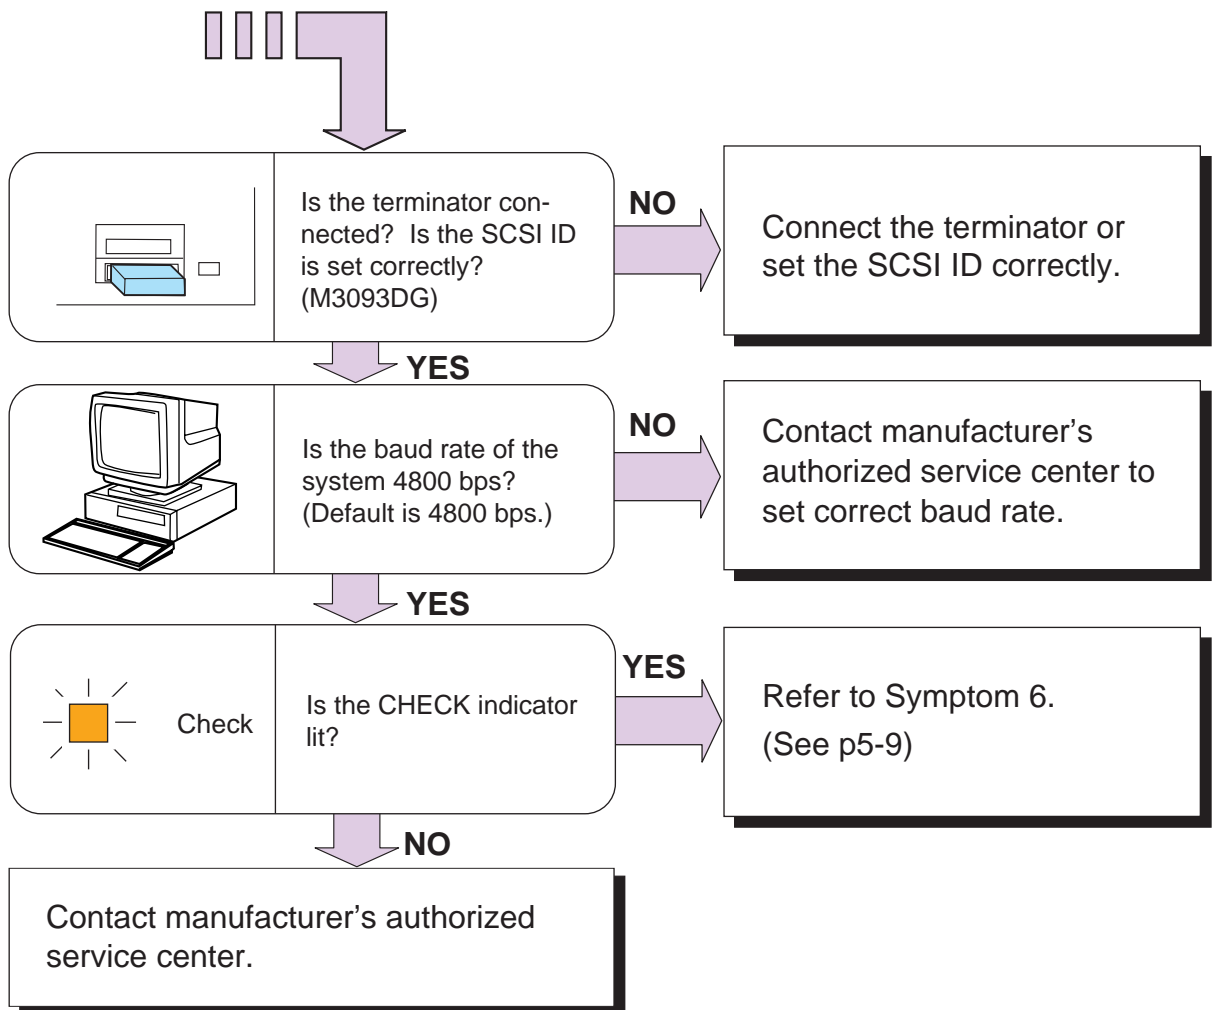 Is the terminator con-
nected?  Is the SCSI ID
is set correctly?
(M3093DG)
NO
Connect the terminator or
set the SCSI ID correctly.
YES
Is the baud rate of the
system 4800 bps?
(Default is 4800 bps.)
NO
Contact manufacturer's
authorized service center to
set correct baud rate.
YES
Check
Is the CHECK indicator
lit?
YES
Refer to Symptom 6.
(See p5-9)
NO
Contact manufacturer's authorized
service center.